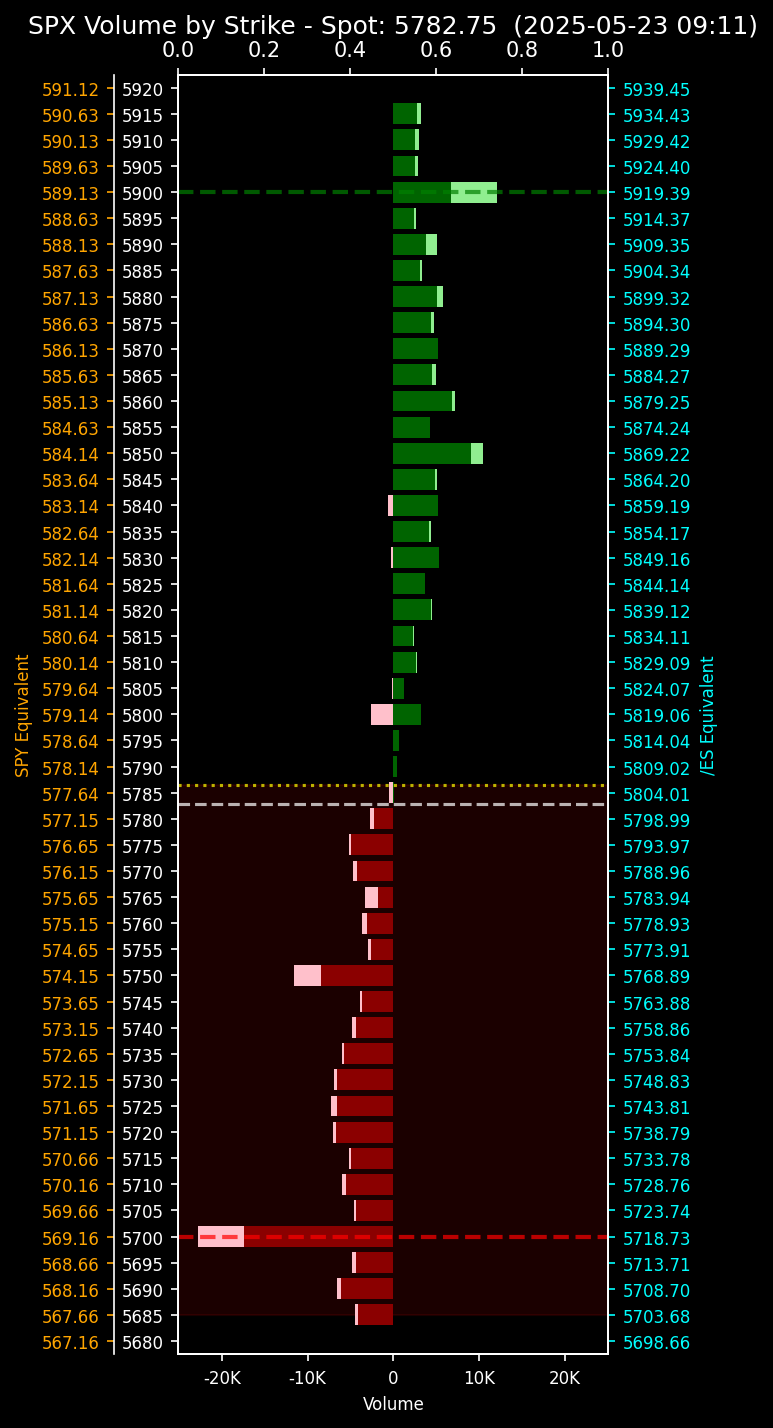 SPX Volume by Strike - Spot: 5782.75 (2025-05-23 09:11)
0.0 0.2 0.4 0.6 0.8 1.0
591.12 5920 5939.45
590.63 5915 5934.43
590.13 5910 5929.42
589.63 5905 5924.40
589.13 5900 5919.39
588.63 5895 5914.37
588.13 5890 5909.35
587.63 5885 5904.34
587.13 5880 5899.32
586.63 5875 5894.30
586.13 5870 5889.29
585.63 5865 5884.27
585.13 5860 5879.25
584.63 5855 5874.24
584.14 5850 5869.22
583.64 5845 5864.20
583.14 5840 5859.19
582.64 5835 5854.17
582.14 5830 5849.16
581.64 5825 5844.14
581.14 5820 5839.12
580.64 5815 5834.11
580.14 5810 5829.09
579.64 5805 5824.07
579.14 5800 5819.06
578.64 5795 5814.04
578.14 5790 5809.02
577.64 5785 5804.01
577.15 5780 5798.99
576.65 5775 5793.97
576.15 5770 5788.96
575.65 5765 5783.94
575.15 5760 5778.93
574.65 5755 5773.91
574.15 5750 5768.89
573.65 5745 5763.88
573.15 5740 5758.86
572.65 5735 5753.84
572.15 5730 5748.83
571.65 5725 5743.81
571.15 5720 5738.79
570.66 5715 5733.78
570.16 5710 5728.76
569.66 5705 5723.74
569.16 5700 5718.73
568.66 5695 5713.71
568.16 5690 5708.70
567.66 5685 5703.68
567.16 5680 5698.66
SPY Equivalent
/ES Equivalent
-20K -10K 0 10K 20K
Volume